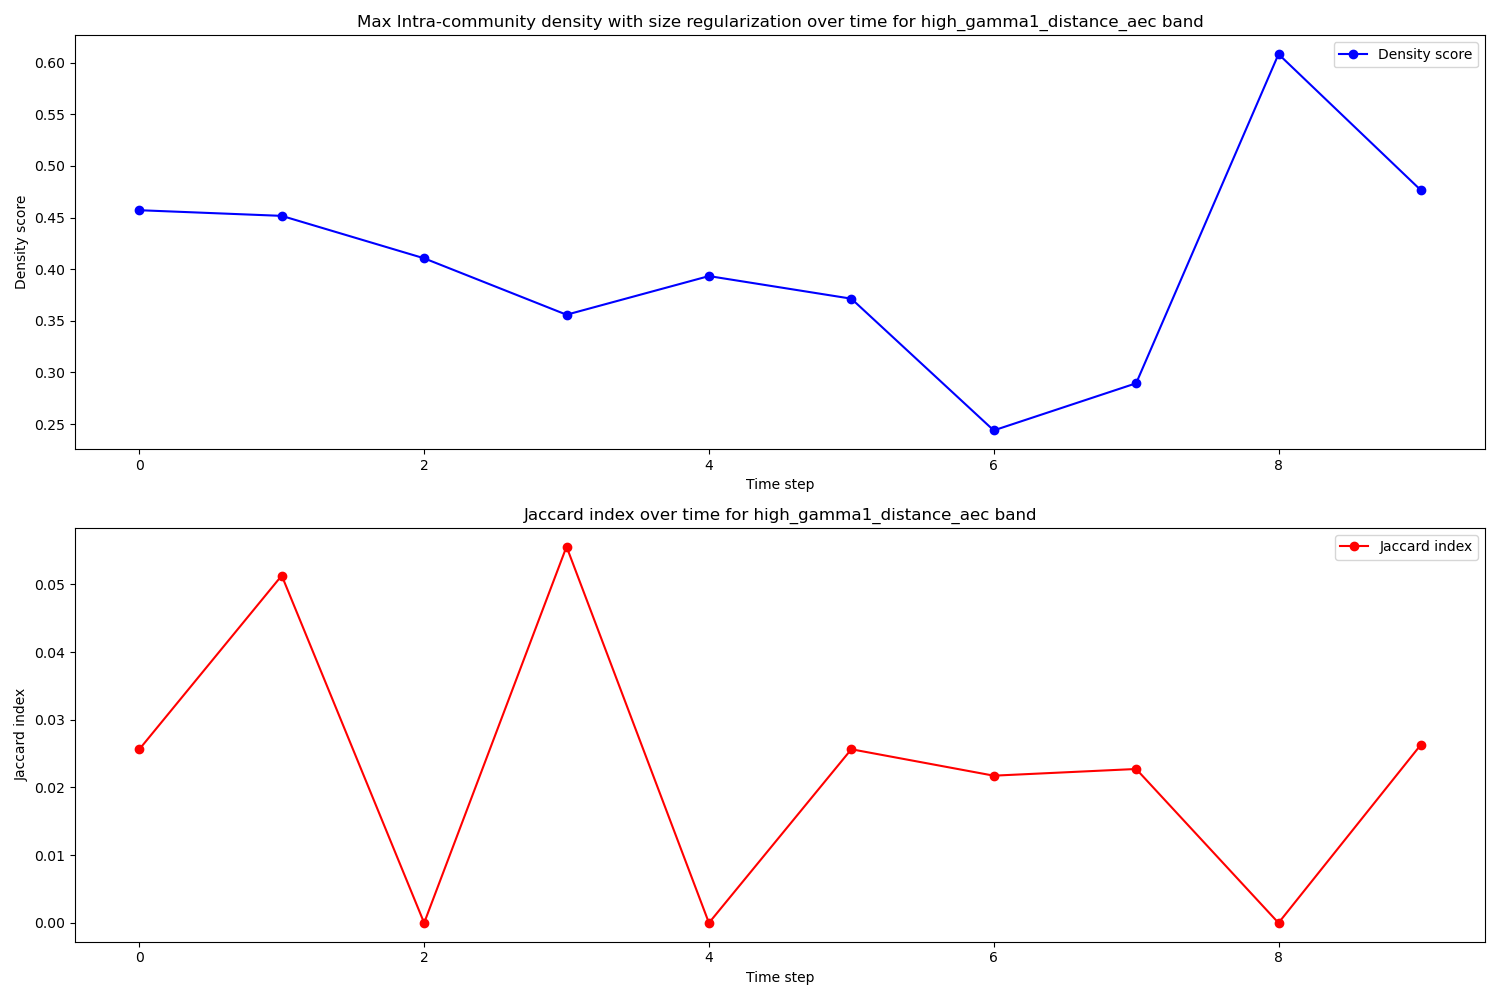 Max Intra-community density with size regularization over time for high_gamma1_distance_aec band
Density score
0.60
0.55
0.50
0.45
0.40
0.35
0.30
0.25
Density score
0 2 4 6 8
Time step
Jaccard index over time for high_gamma1_distance_aec band
Jaccard index
0.05
0.04
0.03
0.02
0.01
0.00
Jaccard index
0 2 4 6 8
Time step